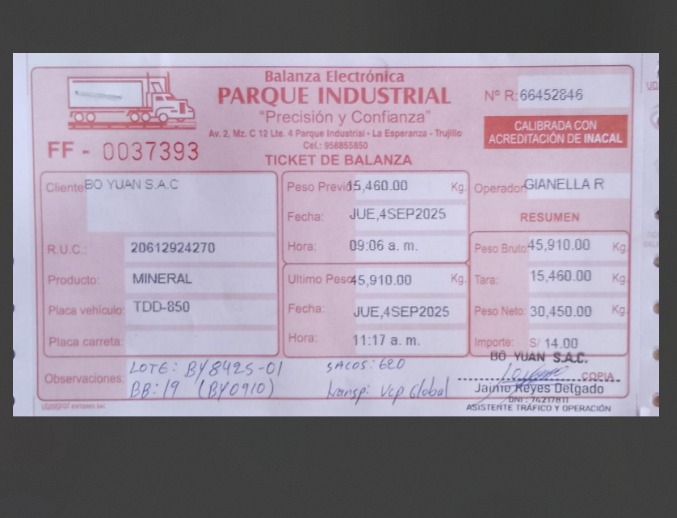 Balanza Electrónica
PARQUE INDUSTRIAL
"Precisión y Confianza"
Av. 2, Mz. C 12 Lte. 4 Parque Industrial - La Esperanza - Trujillo
Cel.: 958855850
TICKET DE BALANZA
Nº R: 66452846
CALIBRADA CON
ACREDITACIÓN DE INACAL
FF - 0037393
Cliente BO YUAN S.A.C
R.U.C.: 20612924270
Producto: MINERAL
Placa vehículo: TDD-850
Placa carreta:
Peso Previo 15,460.00 Kg.
Fecha: JUE,4SEP2025
Hora: 09:06 a. m.
Ultimo Peso 45,910.00 Kg.
Fecha: JUE,4SEP2025
Hora: 11:17 a. m.
Operador GIANELLA R
RESUMEN
Peso Bruto: 45,910.00 Kg.
Tara: 15,460.00 Kg.
Peso Neto: 30,450.00 Kg.
Importe: S/ 14.00
Observaciones: LOTE: BY8425-01 SACOS: 620
BB: 19 (BY0910) transp: Vcp Global
BO YUAN S.A.C.
COPIA
Jaime Reyes Delgado
DNI: 74217811
ASISTENTE TRÁFICO Y OPERACIÓN